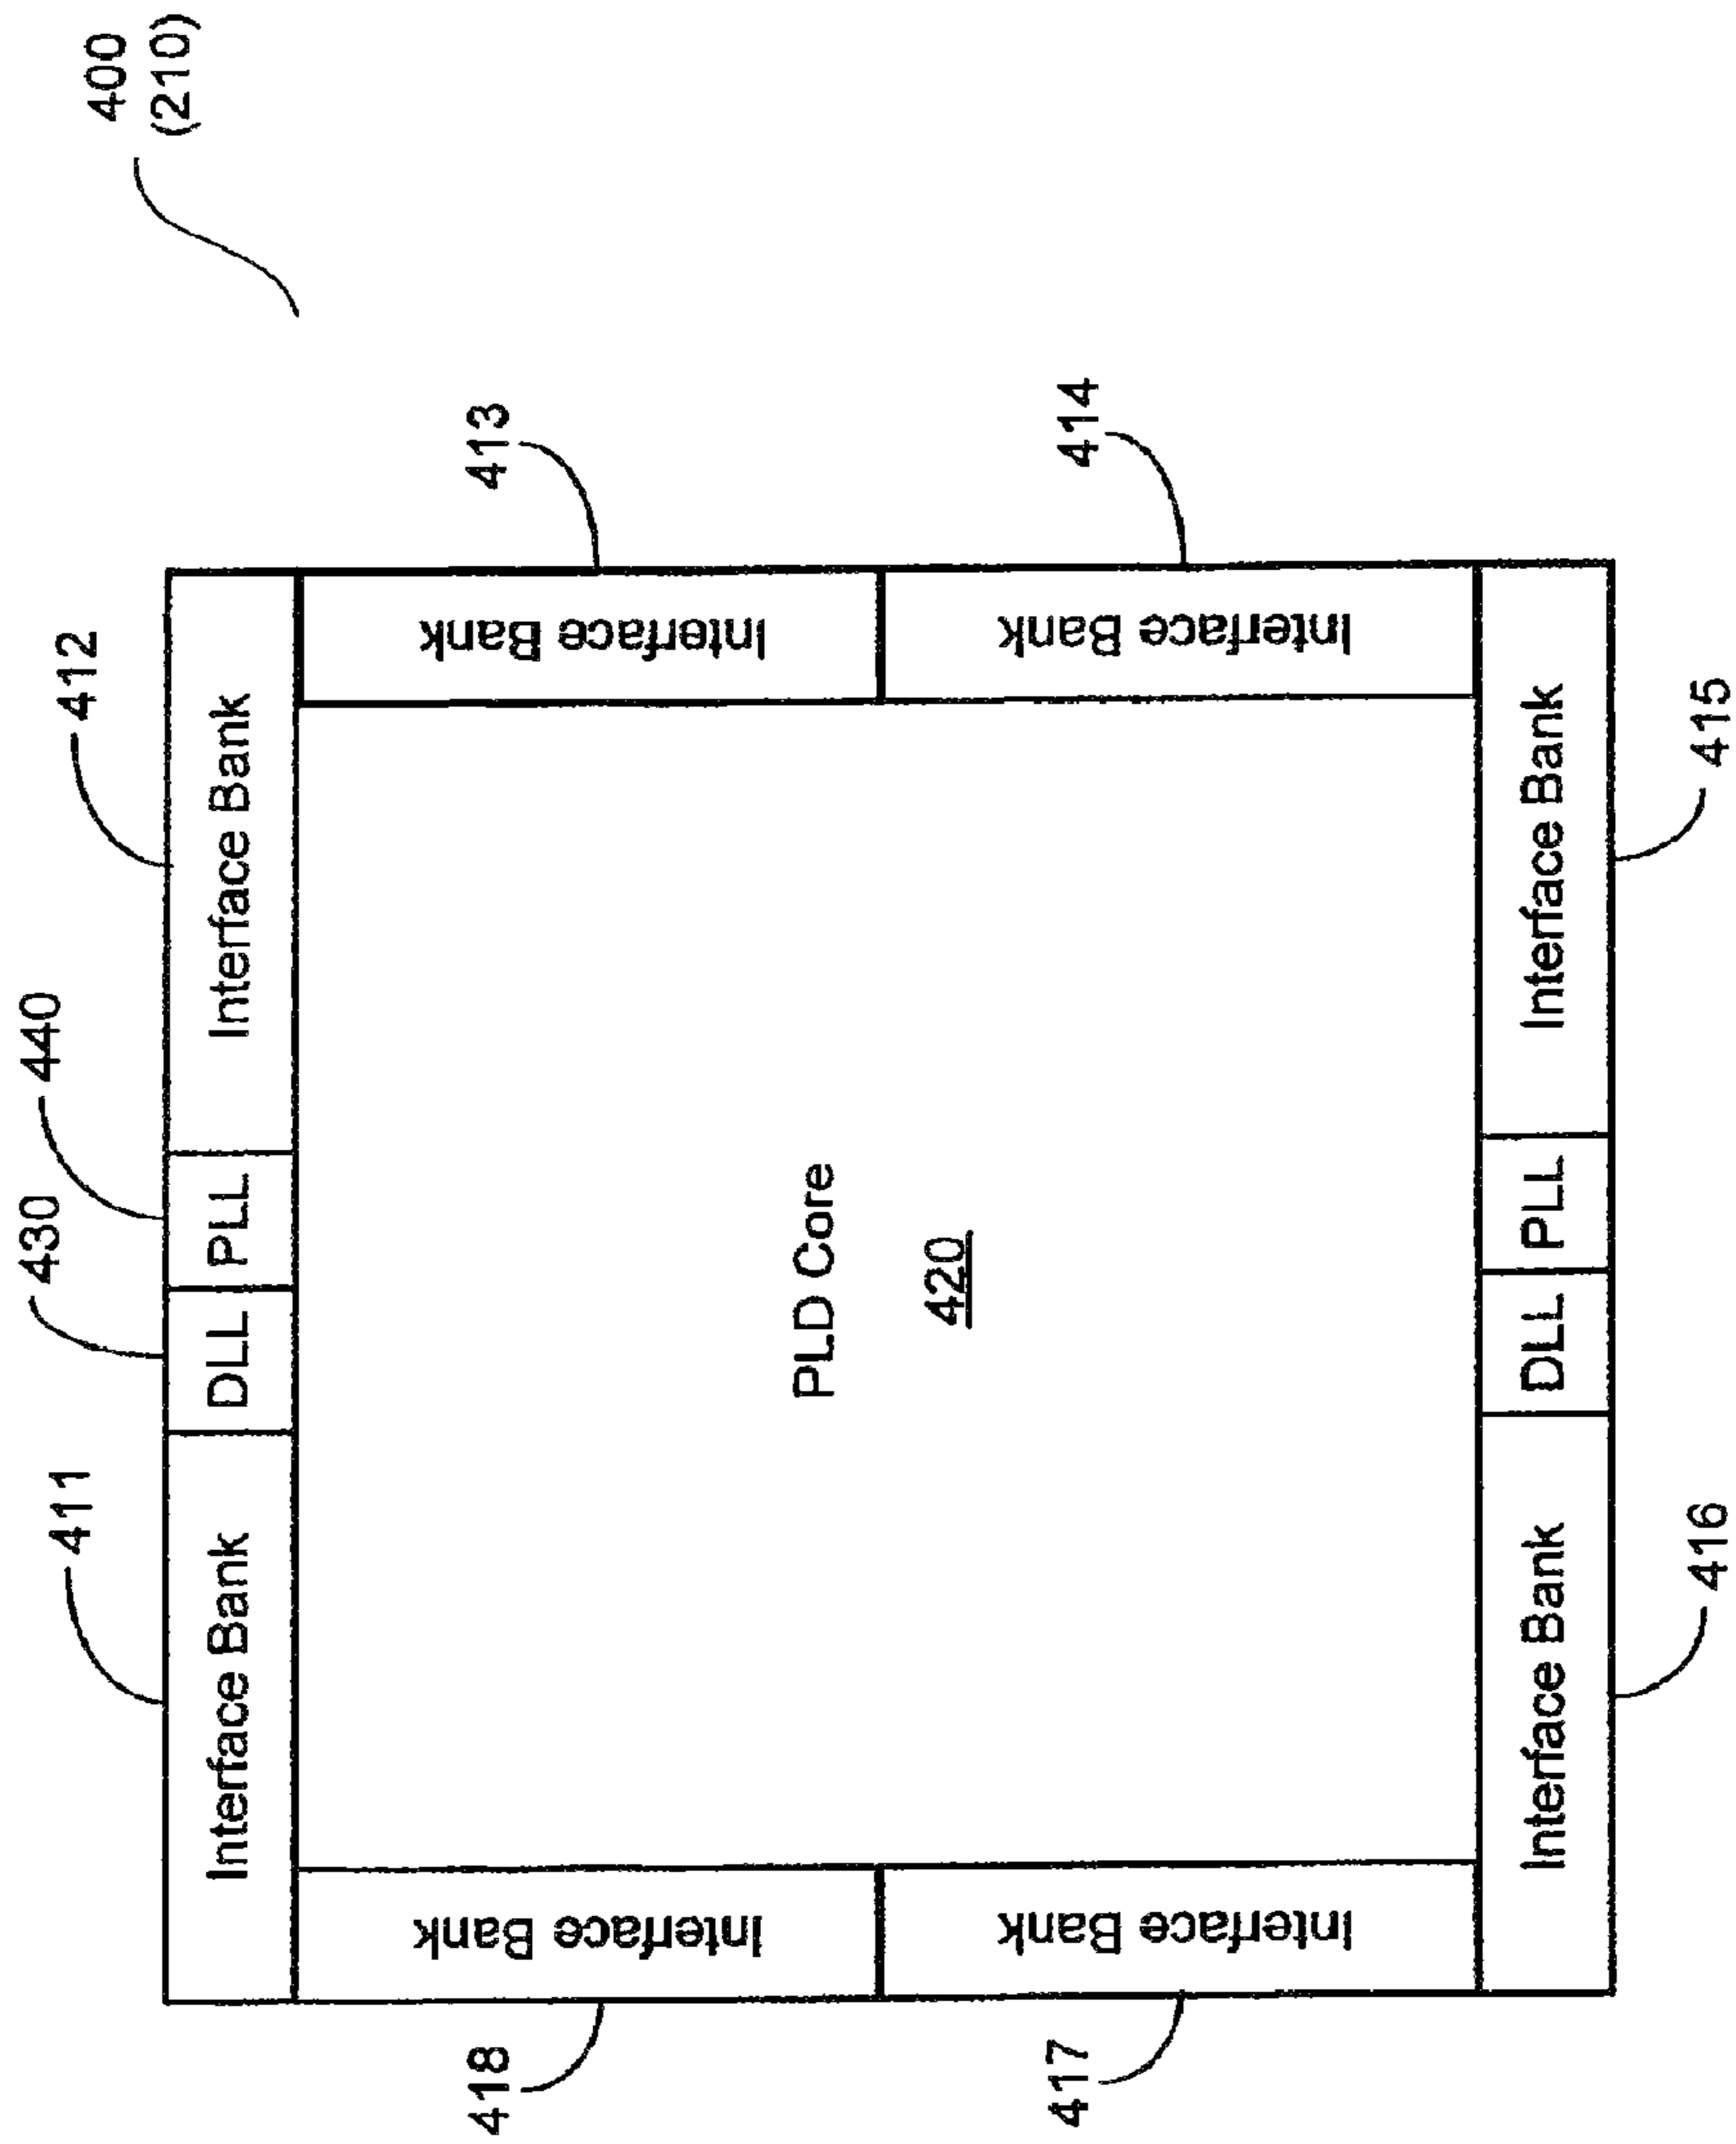 400
(210)
411
430
440
412
Interface Bank
DLL
PLL
Interface Bank
418
Interface Bank
Interface Bank
413
PLD Core
420
417
Interface Bank
Interface Bank
414
Interface Bank
DLL
PLL
Interface Bank
416
415